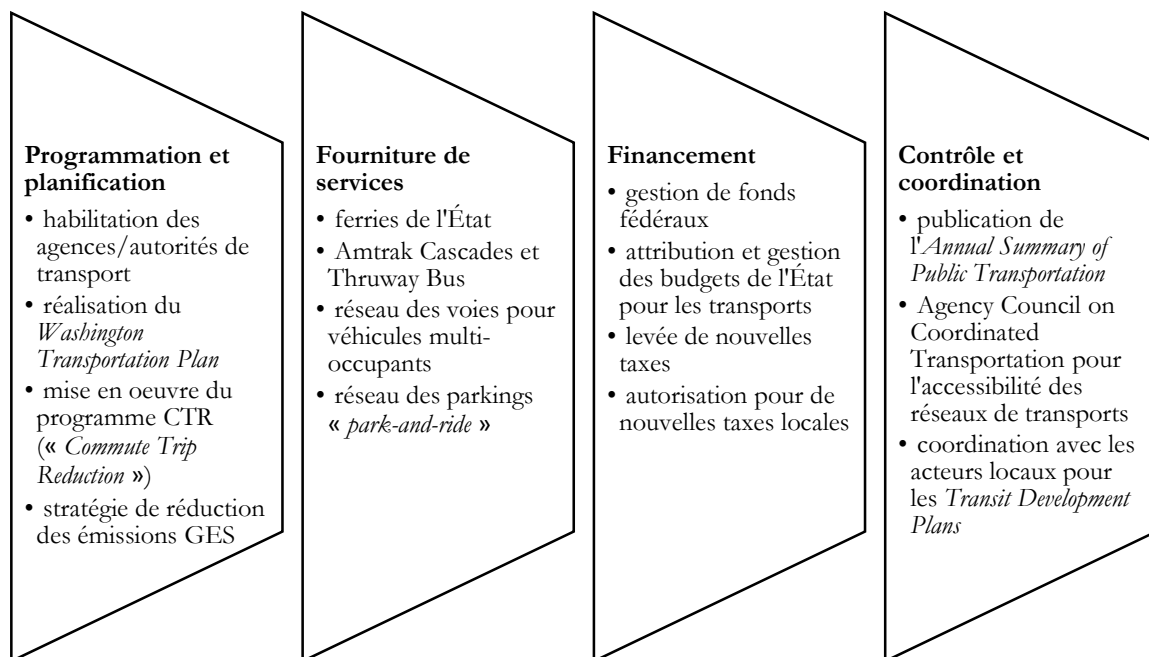 Programmation et
planification
• habilitation des
agences/autorités de
transport
• réalisation du
Washington
Transportation Plan
• mise en oeuvre du
programme CTR
(« Commute Trip
Reduction »)
• stratégie de réduction
des émissions GES
Fourniture de
services
• ferries de l'État
• Amtrak Cascades et
Thruway Bus
• réseau des voies pour
véhicules multi-
occupants
• réseau des parkings
« park-and-ride »
Financement
• gestion de fonds
fédéraux
• attribution et gestion
des budgets de l'État
pour les transports
• levée de nouvelles
taxes
• autorisation pour de
nouvelles taxes locales
Contrôle et
coordination
• publication de
l'Annual Summary of
Public Transportation
• Agency Council on
Coordinated
Transportation pour
l'accessibilité des
réseaux de transports
• coordination avec les
acteurs locaux pour
les Transit Development
Plans